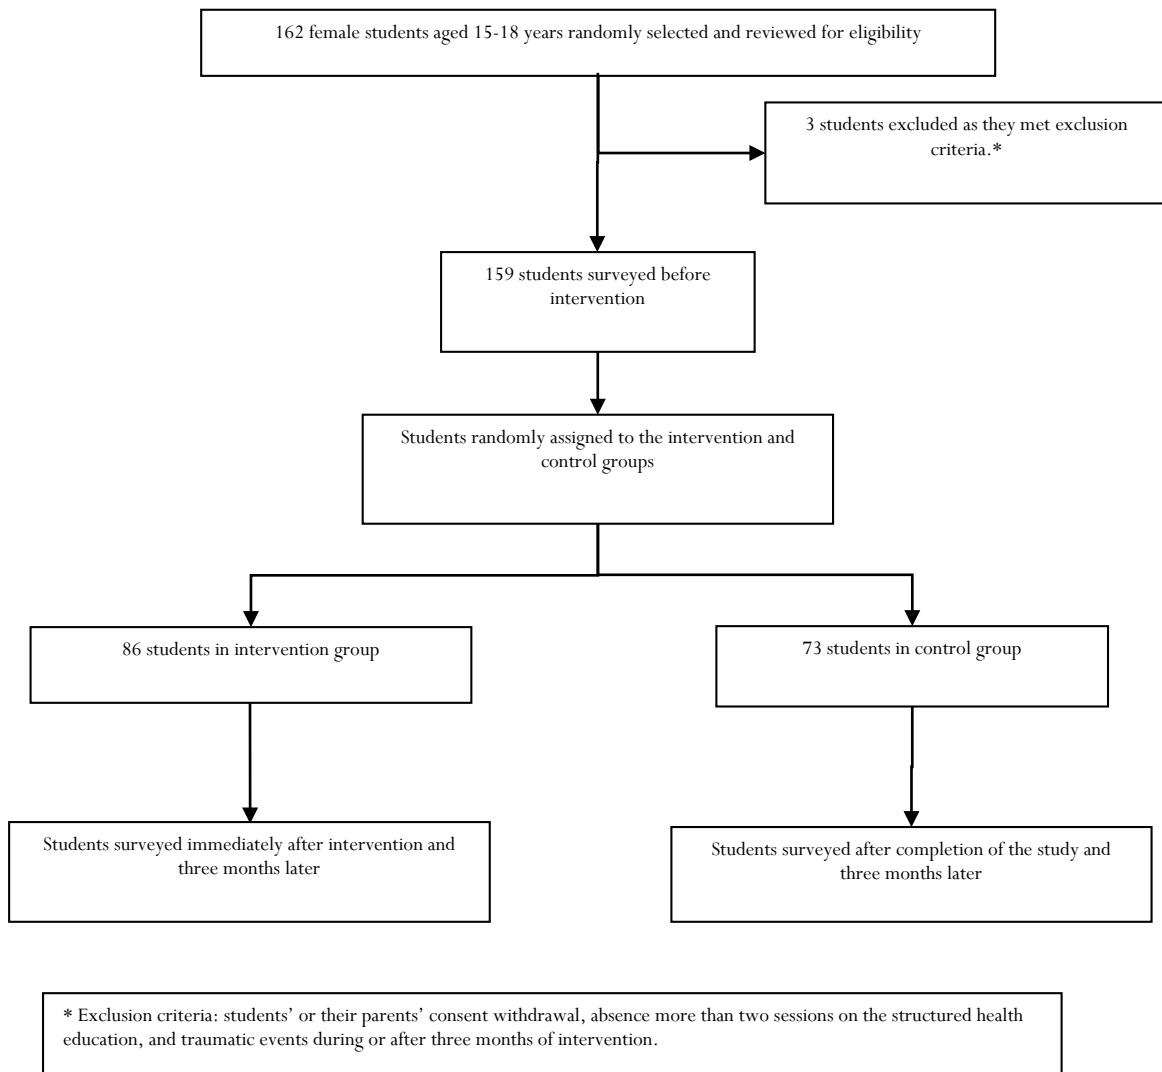 162 female students aged 15-18 years randomly selected and reviewed for eligibility
3 students excluded as they met exclusion
criteria.*
159 students surveyed before
intervention
Students randomly assigned to the intervention and
control groups
86 students in intervention group
73 students in control group
Students surveyed immediately after intervention and
three months later
Students surveyed after completion of the study and
three months later
* Exclusion criteria: students’ or their parents’ consent withdrawal, absence more than two sessions on the structured health
education, and traumatic events during or after three months of intervention.